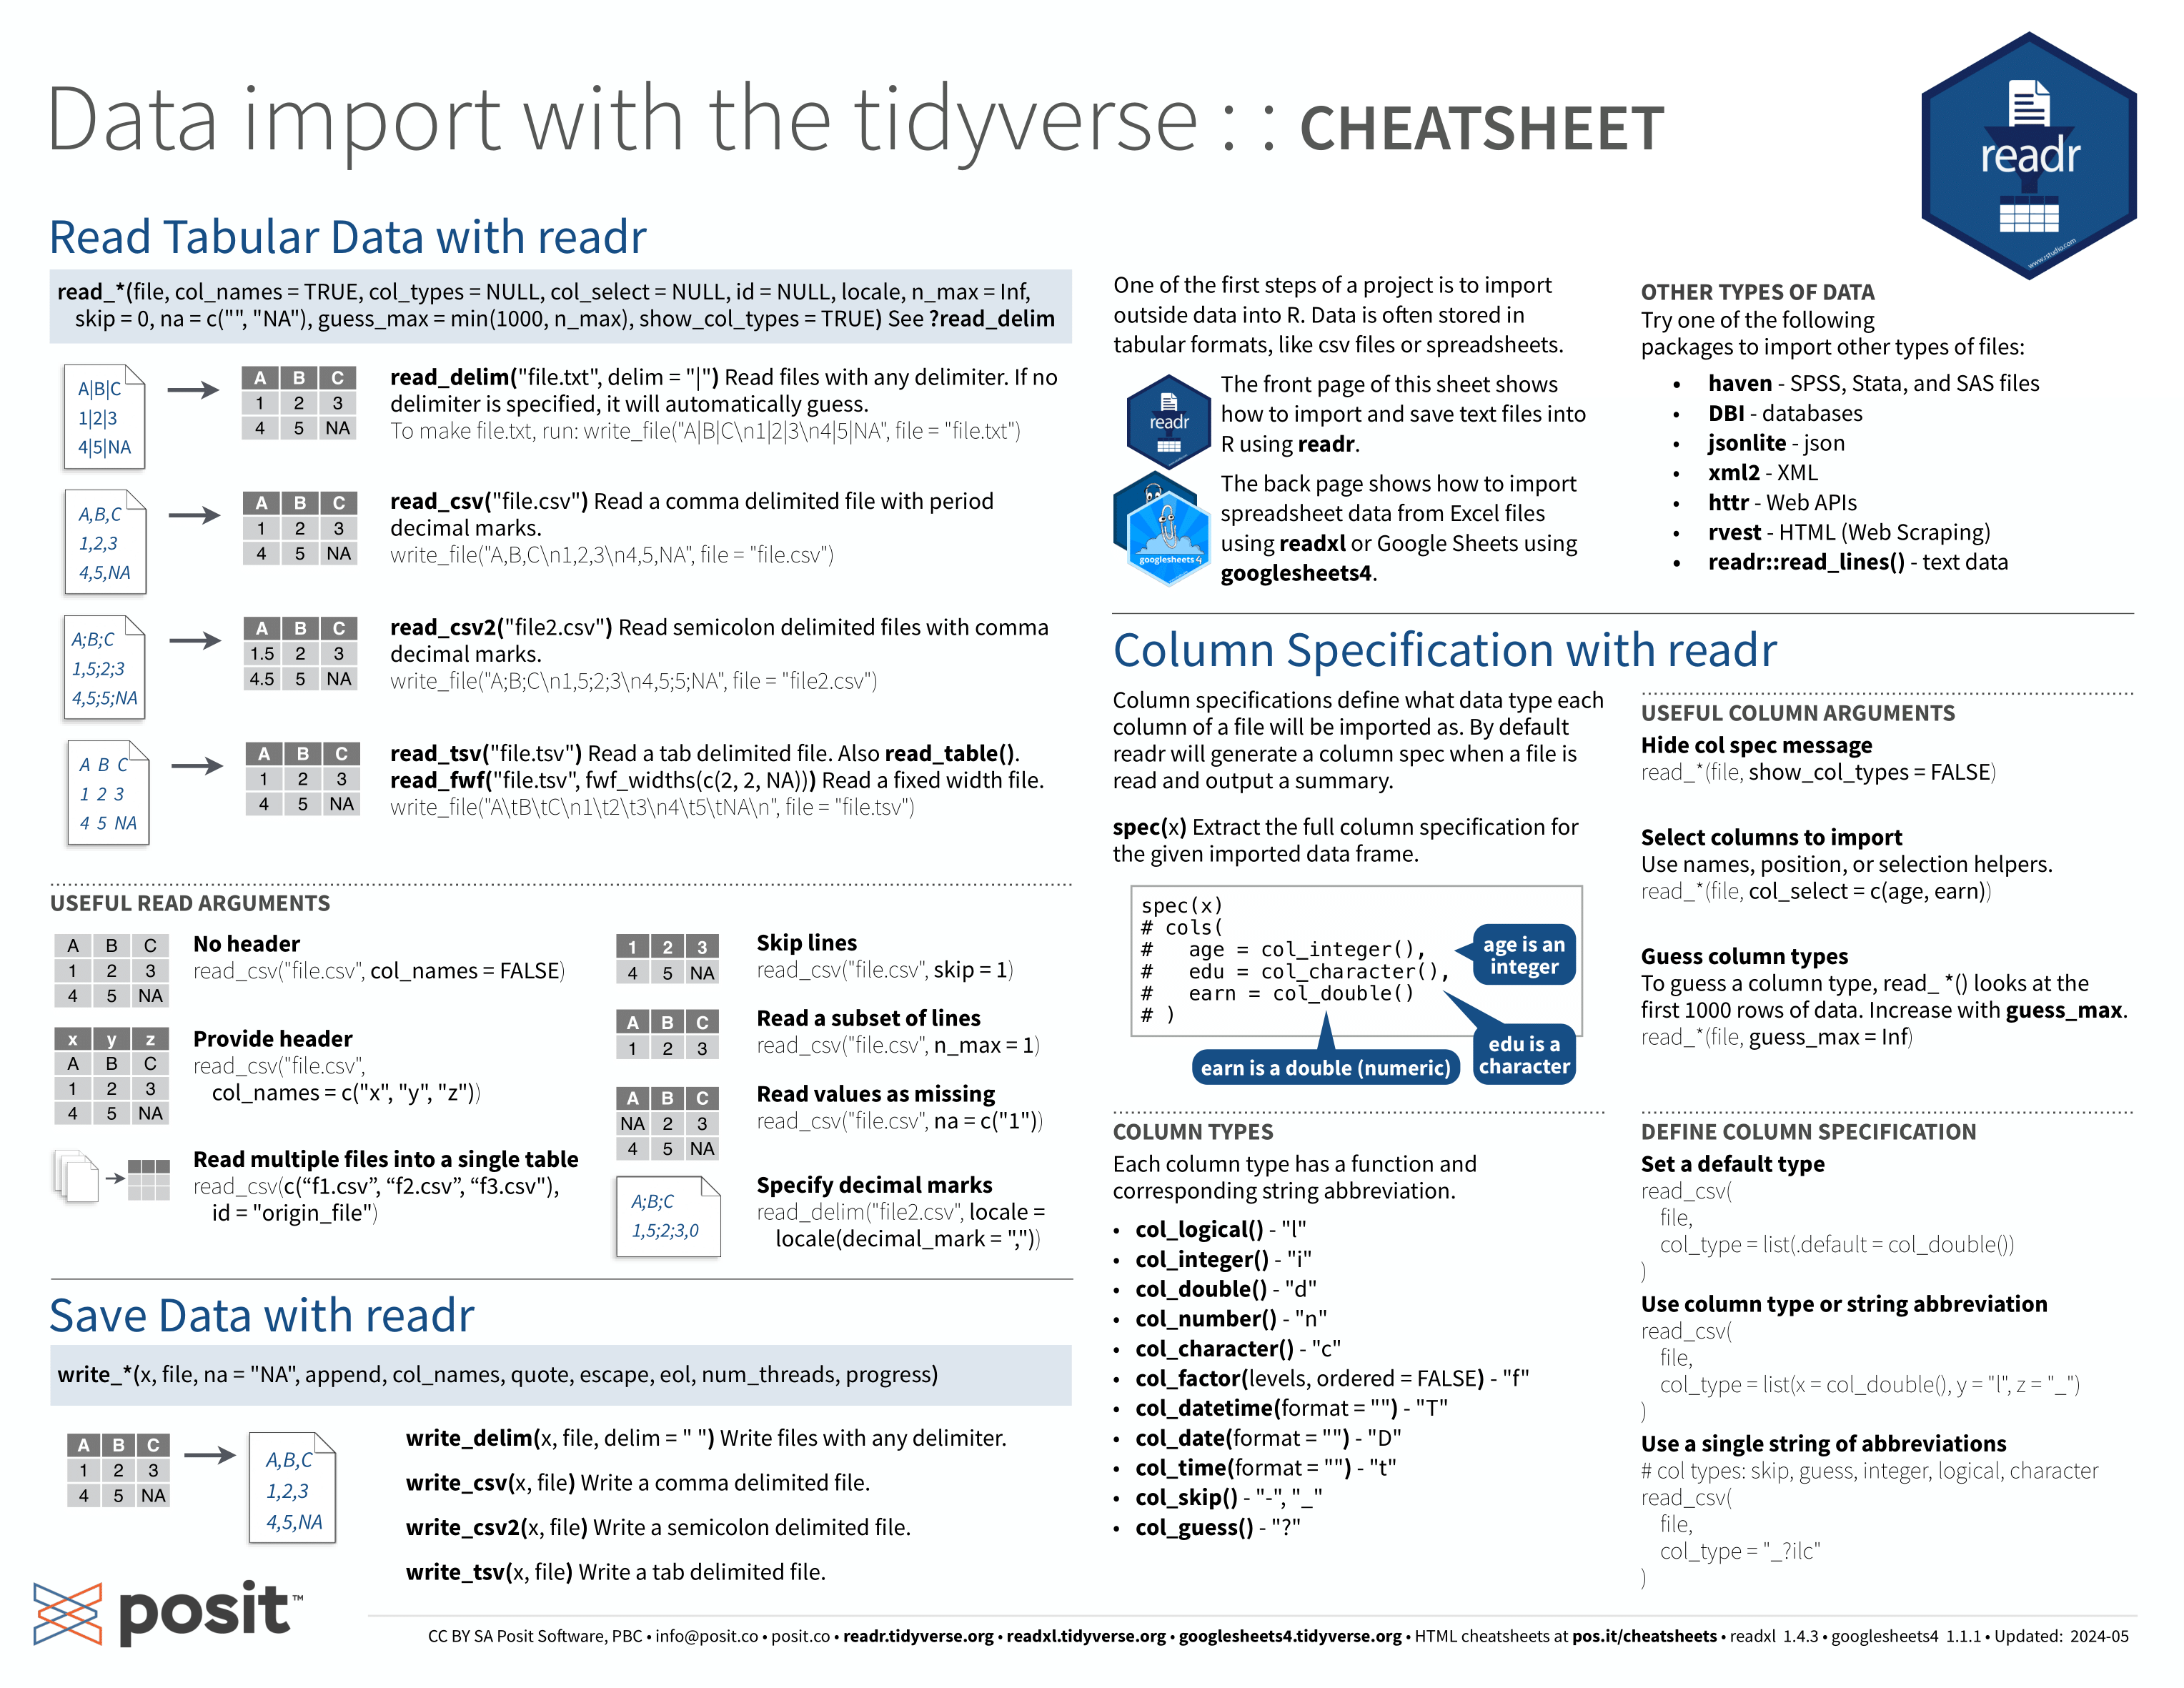 Data import with the tidyverse : : CHEATSHEET
readr
www.rstudio.com
Read Tabular Data with readr
read_*(file, col_names = TRUE, col_types = NULL, col_select = NULL, id = NULL, locale, n_max = Inf,
skip = 0, na = c("", "NA"), guess_max = min(1000, n_max), show_col_types = TRUE) See ?read_delim
A|B|C
1|2|3
4|5|NA
A B C
1 2 3
4 5 NA
read_delim("file.txt", delim = "|") Read files with any delimiter. If no
delimiter is specified, it will automatically guess.
To make file.txt, run: write_file("A|B|C\n1|2|3\n4|5|NA", file = "file.txt")
A,B,C
1,2,3
4,5,NA
A B C
1 2 3
4 5 NA
read_csv("file.csv") Read a comma delimited file with period
decimal marks.
write_file("A,B,C\n1,2,3\n4,5,NA", file = "file.csv")
A;B;C
1,5;2;3
4,5;5;NA
A B C
1.5 2 3
4.5 5 NA
read_csv2("file2.csv") Read semicolon delimited files with comma
decimal marks.
write_file("A;B;C\n1,5;2;3\n4,5;5;NA", file = "file2.csv")
A B C
1 2 3
4 5 NA
A B C
1 2 3
4 5 NA
read_tsv("file.tsv") Read a tab delimited file. Also read_table().
read_fwf("file.tsv", fwf_widths(c(2, 2, NA))) Read a fixed width file.
write_file("A\tB\tC\n1\t2\t3\n4\t5\tNA\n", file = "file.tsv")
USEFUL READ ARGUMENTS
A B C
1 2 3
4 5 NA
No header
read_csv("file.csv", col_names = FALSE)
x y z
A B C
1 2 3
4 5 NA
Provide header
read_csv("file.csv",
col_names = c("x", "y", "z"))
Read multiple files into a single table
read_csv(c(“f1.csv”, “f2.csv”, “f3.csv"),
id = "origin_file")
1 2 3
4 5 NA
Skip lines
read_csv("file.csv", skip = 1)
A B C
1 2 3
Read a subset of lines
read_csv("file.csv", n_max = 1)
A B C
NA 2 3
4 5 NA
Read values as missing
read_csv("file.csv", na = c("1"))
A;B;C
1,5;2;3,0
Specify decimal marks
read_delim("file2.csv", locale =
locale(decimal_mark = ","))
Save Data with readr
write_*(x, file, na = "NA", append, col_names, quote, escape, eol, num_threads, progress)
A B C
1 2 3
4 5 NA
A,B,C
1,2,3
4,5,NA
write_delim(x, file, delim = " ") Write files with any delimiter.
write_csv(x, file) Write a comma delimited file.
write_csv2(x, file) Write a semicolon delimited file.
write_tsv(x, file) Write a tab delimited file.
One of the first steps of a project is to import
outside data into R. Data is often stored in
tabular formats, like csv files or spreadsheets.
readr
The front page of this sheet shows
how to import and save text files into
R using readr.
googlesheets4
The back page shows how to import
spreadsheet data from Excel files
using readxl or Google Sheets using
googlesheets4.
OTHER TYPES OF DATA
Try one of the following
packages to import other types of files:
• haven - SPSS, Stata, and SAS files
• DBI - databases
• jsonlite - json
• xml2 - XML
• httr - Web APIs
• rvest - HTML (Web Scraping)
• readr::read_lines() - text data
Column Specification with readr
Column specifications define what data type each
column of a file will be imported as. By default
readr will generate a column spec when a file is
read and output a summary.
spec(x) Extract the full column specification for
the given imported data frame.
spec(x)
# cols(
#   age = col_integer(),
#   edu = col_character(),
#   earn = col_double()
# )
age is an
integer
edu is a
character
earn is a double (numeric)
COLUMN TYPES
Each column type has a function and
corresponding string abbreviation.
• col_logical() - "l"
• col_integer() - "i"
• col_double() - "d"
• col_number() - "n"
• col_character() - "c"
• col_factor(levels, ordered = FALSE) - "f"
• col_datetime(format = "") - "T"
• col_date(format = "") - "D"
• col_time(format = "") - "t"
• col_skip() - "-", "_"
• col_guess() - "?"
USEFUL COLUMN ARGUMENTS
Hide col spec message
read_*(file, show_col_types = FALSE)
Select columns to import
Use names, position, or selection helpers.
read_*(file, col_select = c(age, earn))
Guess column types
To guess a column type, read_ *() looks at the
first 1000 rows of data. Increase with guess_max.
read_*(file, guess_max = Inf)
DEFINE COLUMN SPECIFICATION
Set a default type
read_csv(
file,
col_type = list(.default = col_double())
)
Use column type or string abbreviation
read_csv(
file,
col_type = list(x = col_double(), y = "l", z = "_")
)
Use a single string of abbreviations
# col types: skip, guess, integer, logical, character
read_csv(
file,
col_type = "_?ilc"
)
posit™
CC BY SA Posit Software, PBC • info@posit.co • posit.co • readr.tidyverse.org • readxl.tidyverse.org • googlesheets4.tidyverse.org • HTML cheatsheets at pos.it/cheatsheets • readxl 1.4.3 • googlesheets4 1.1.1 • Updated: 2024-05